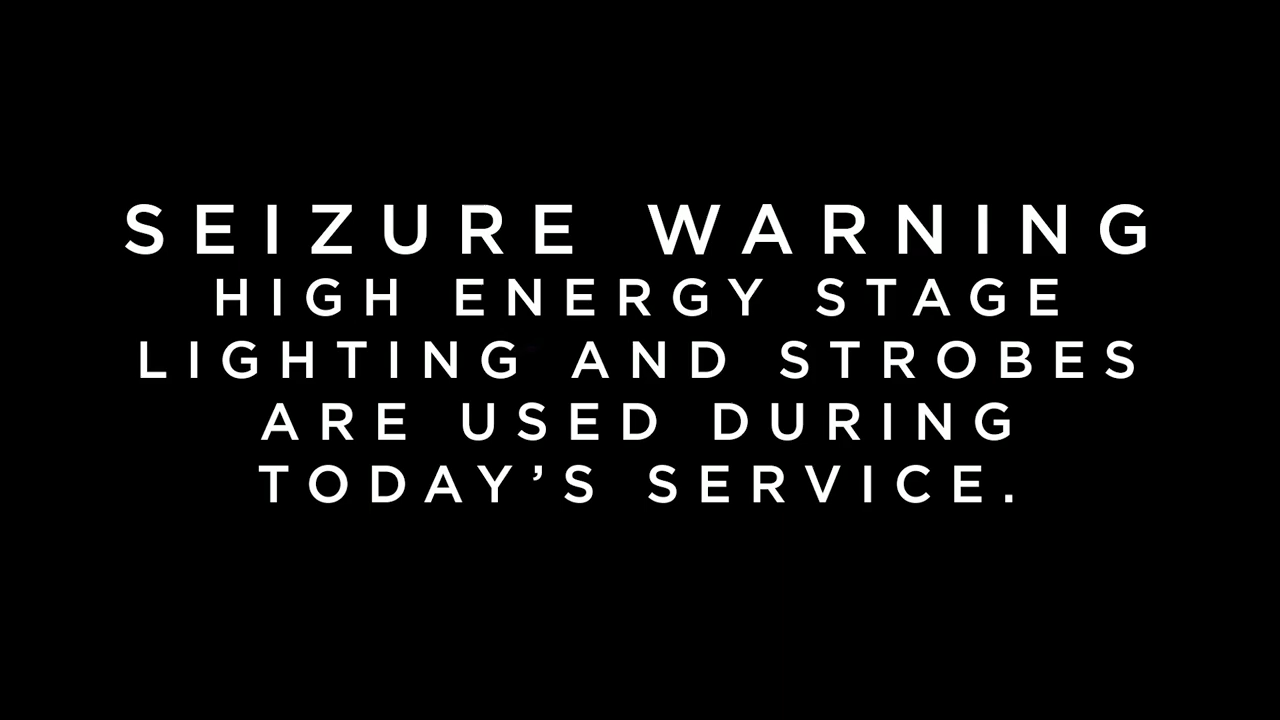 SEIZURE WARNING
HIGH ENERGY STAGE
LIGHTING AND STROBES
ARE USED DURING
TODAY’S SERVICE.